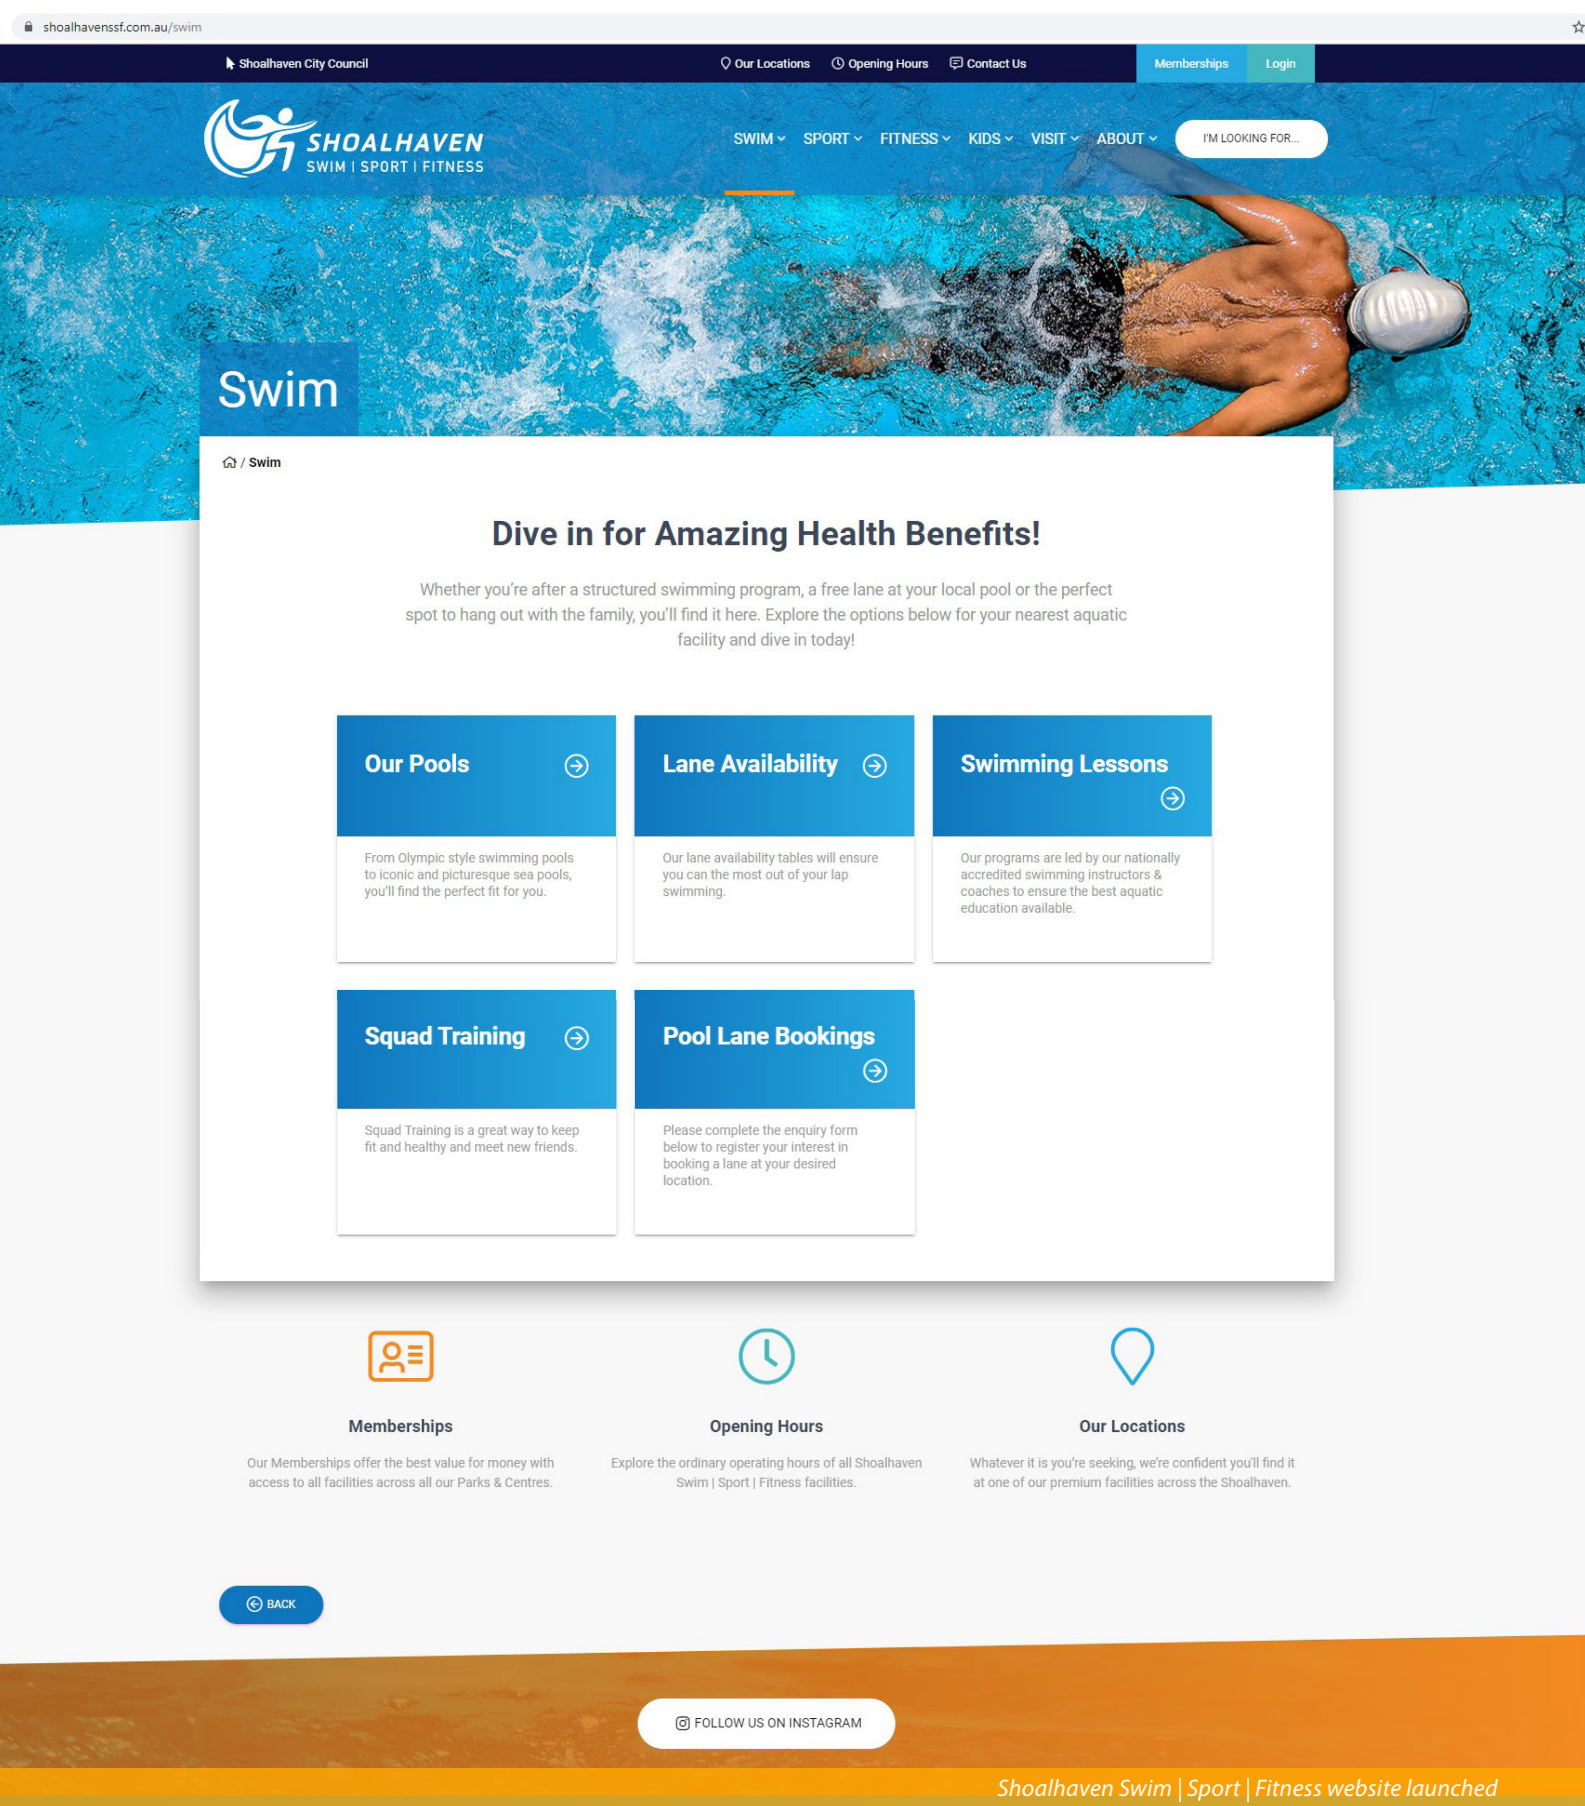 shoalhavenssf.com.au/swim
Shoalhaven City Council
Our Locations
Opening Hours
Contact Us
Memberships
Login
SHOALHAVEN
SWIM | SPORT | FITNESS
SWIM
SPORT
FITNESS
KIDS
VISIT
ABOUT
I'M LOOKING FOR...
Swim
/ Swim
Dive in for Amazing Health Benefits!
Whether you're after a structured swimming program, a free lane at your local pool or the perfect
spot to hang out with the family, you'll find it here. Explore the options below for your nearest aquatic
facility and dive in today!
Our Pools
From Olympic style swimming pools
to iconic and picturesque sea pools,
you'll find the perfect fit for you.
Lane Availability
Our lane availability tables will ensure
you can the most out of your lap
swimming.
Swimming Lessons
Our programs are led by our nationally
accredited swimming instructors &
coaches to ensure the best aquatic
education available.
Squad Training
Squad Training is a great way to keep
fit and healthy and meet new friends.
Pool Lane Bookings
Please complete the enquiry form
below to register your interest in
booking a lane at your desired
location.
Memberships
Our Memberships offer the best value for money with
access to all facilities across all our Parks & Centres.
Opening Hours
Explore the ordinary operating hours of all Shoalhaven
Swim | Sport | Fitness facilities.
Our Locations
Whatever it is you're seeking, we're confident you'll find it
at one of our premium facilities across the Shoalhaven.
BACK
FOLLOW US ON INSTAGRAM
Shoalhaven Swim | Sport | Fitness website launched